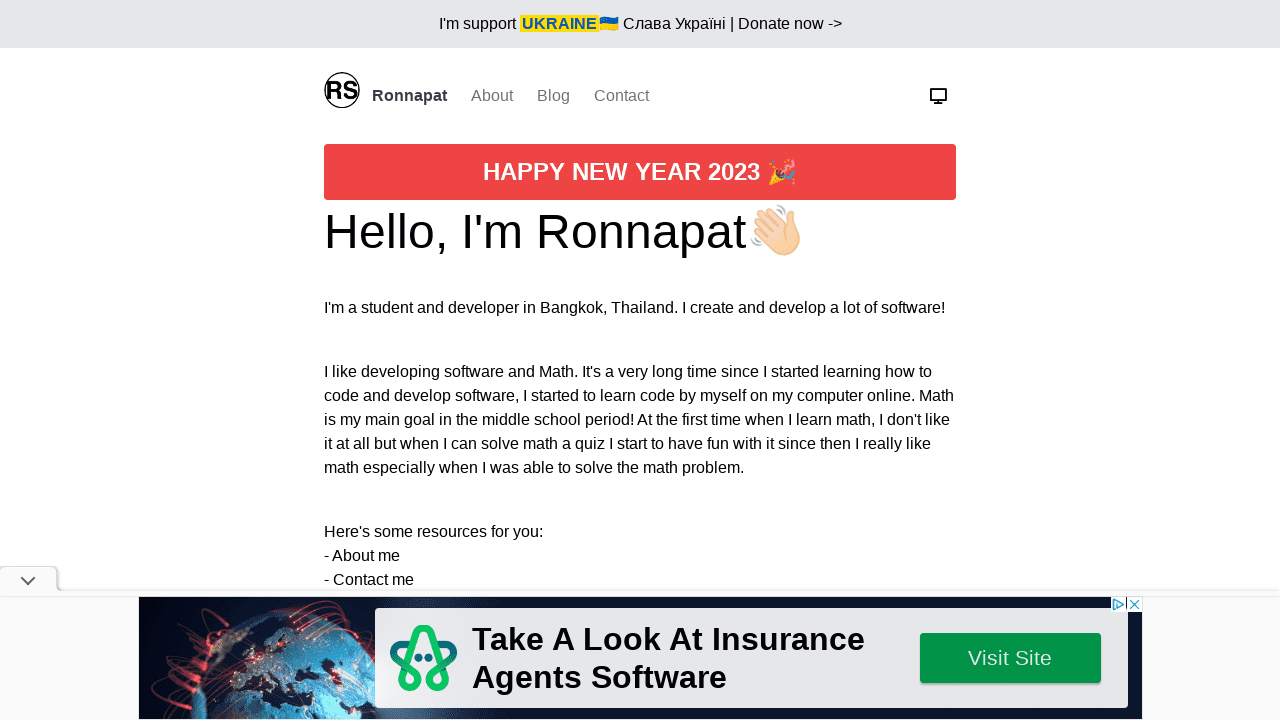 I'm support UKRAINE🇺🇦 Слава Україні | Donate now ->
RS Ronnapat About Blog Contact
HAPPY NEW YEAR 2023 🎉
Hello, I'm Ronnapat👋🏻
I'm a student and developer in Bangkok, Thailand. I create and develop a lot of software!
I like developing software and Math. It's a very long time since I started learning how to
code and develop software, I started to learn code by myself on my computer online. Math
is my main goal in the middle school period! At the first time when I learn math, I don't like
it at all but when I can solve math a quiz I start to have fun with it since then I really like
math especially when I was able to solve the math problem.
Here's some resources for you:
- About me
- Contact me
Take A Look At Insurance
Agents Software
Visit Site